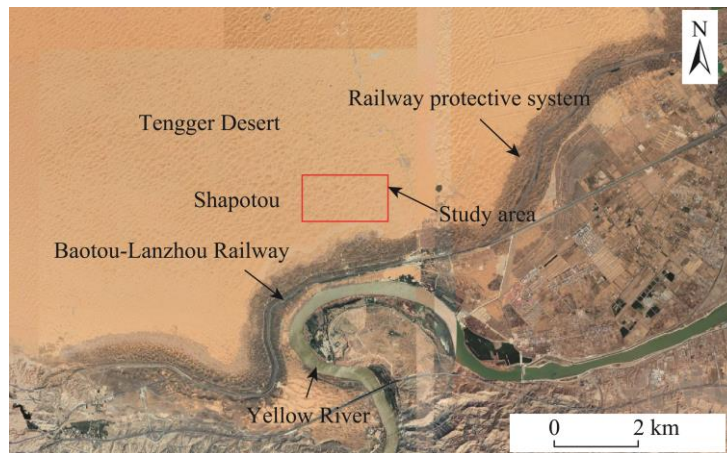 N
Railway protective system
Tengger Desert
Shapotou
Study area
Baotou-Lanzhou Railway
Yellow River
0 2 km